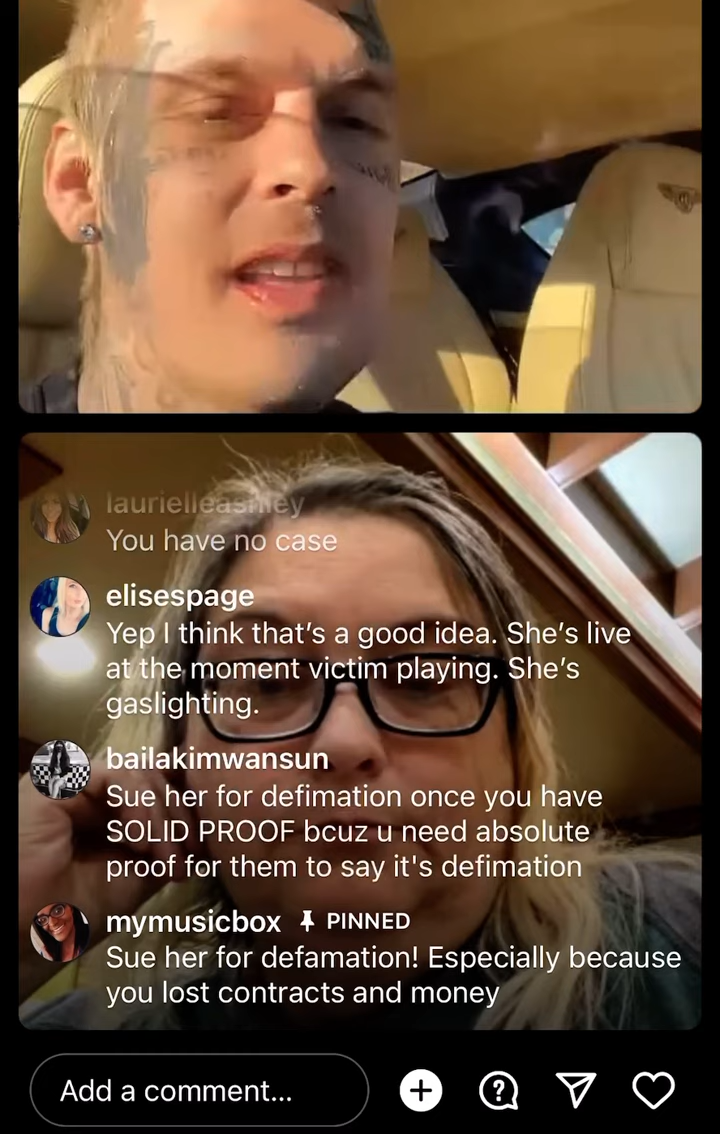 laurielleashley
You have no case
elisespage
Yep I think that's a good idea. She's live
at the moment victim playing. She's
gaslighting.
bailakimwansun
Sue her for defimation once you have
SOLID PROOF bcuz u need absolute
proof for them to say it's defimation
mymusicbox PINNED
Sue her for defamation! Especially because
you lost contracts and money
Add a comment...